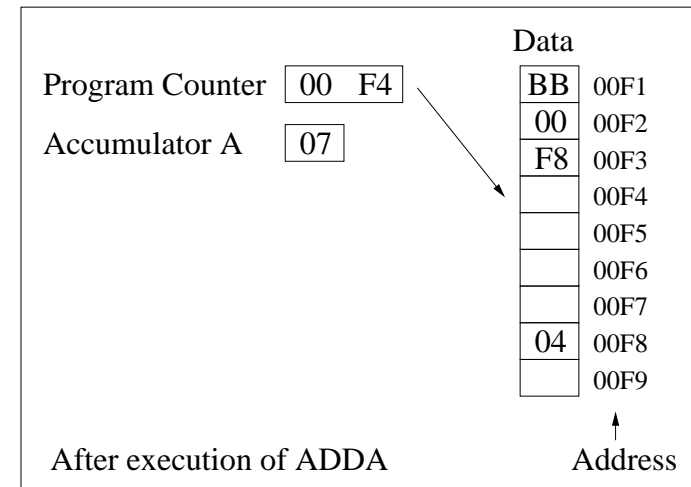 Data
Program Counter 00 F4 BB 00F1
00 00F2
Accumulator A 07
F8 00F3
00F4
00F5
00F6
00F7
04 00F8
00F9
After execution of ADDA Address